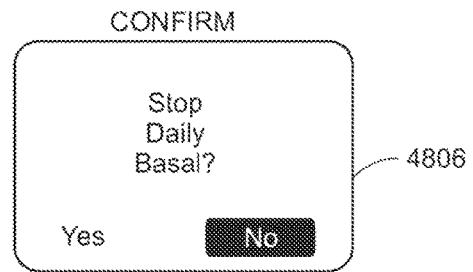 CONFIRM
Stop
Daily
Basal?
4806
Yes No